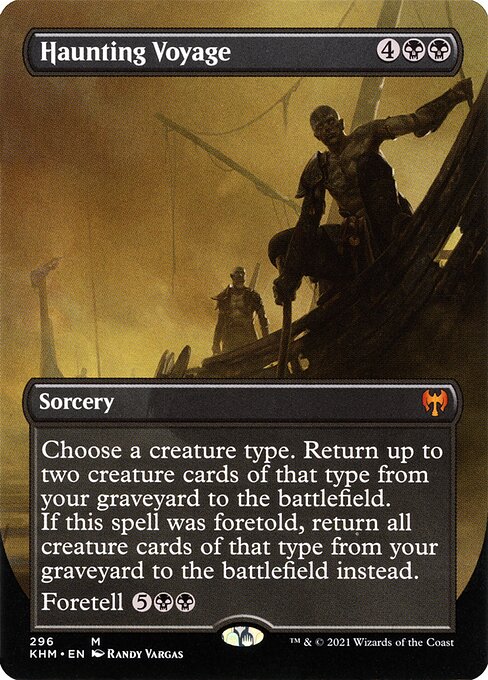 Haunting Voyage 4
Sorcery
Choose a creature type. Return up to
two creature cards of that type from
your graveyard to the battlefield.
If this spell was foretold, return all
creature cards of that type from your
graveyard to the battlefield instead.
Foretell 5
296 M
KHM • EN RANDY VARGAS
™ & © 2021 Wizards of the Coast